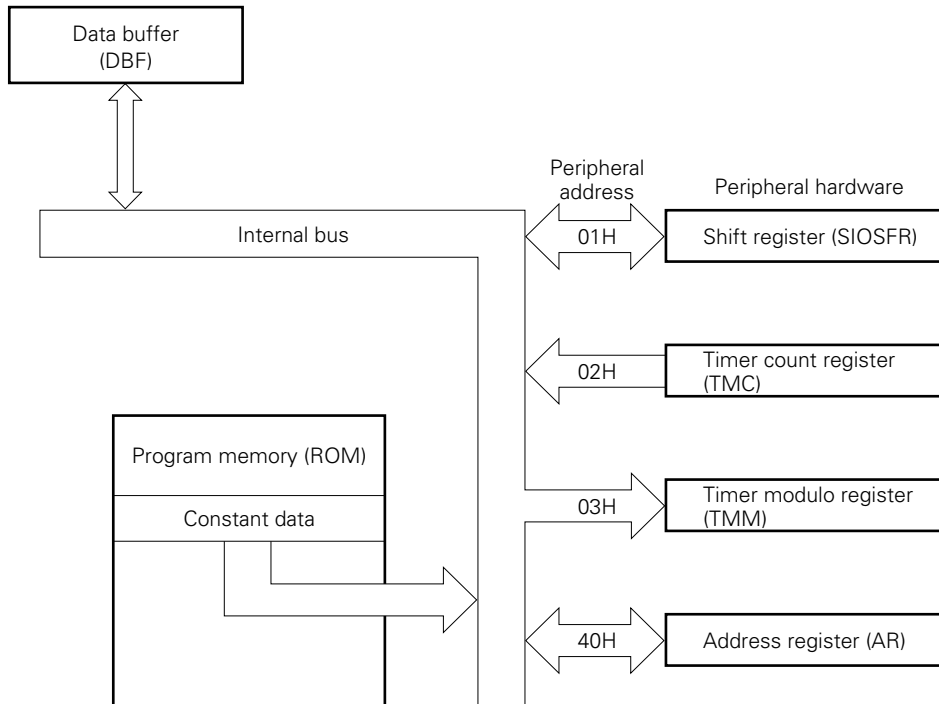 Data buffer
(DBF)
Peripheral
address
Peripheral hardware
Internal bus
01H
Shift register (SIOSFR)
02H
Timer count register
(TMC)
Program memory (ROM)
Constant data
03H
Timer modulo register
(TMM)
40H
Address register (AR)